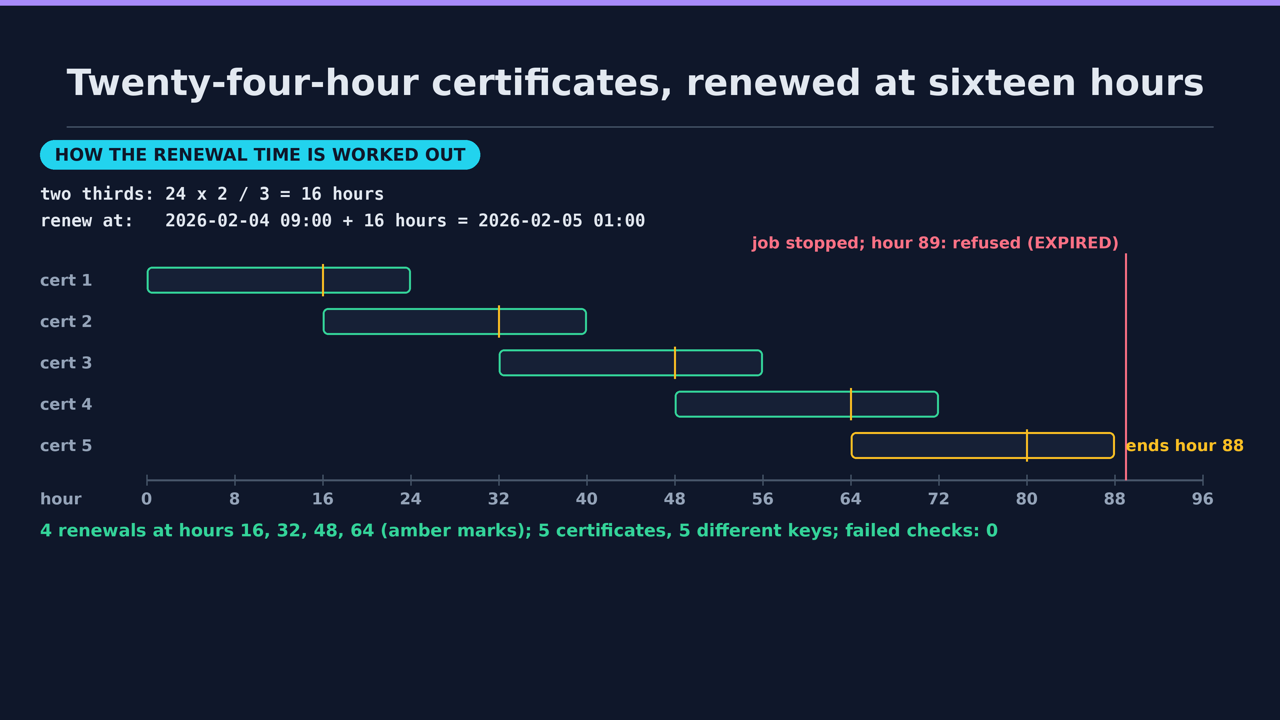 Twenty-four-hour certificates, renewed at sixteen hours
HOW THE RENEWAL TIME IS WORKED OUT
two thirds: 24 x 2 / 3 = 16 hours
renew at:   2026-02-04 09:00 + 16 hours = 2026-02-05 01:00
job stopped; hour 89: refused (EXPIRED)
cert 1
cert 2
cert 3
cert 4
cert 5
ends hour 88
hour 0 8 16 24 32 40 48 56 64 72 80 88 96
4 renewals at hours 16, 32, 48, 64 (amber marks); 5 certificates, 5 different keys; failed checks: 0